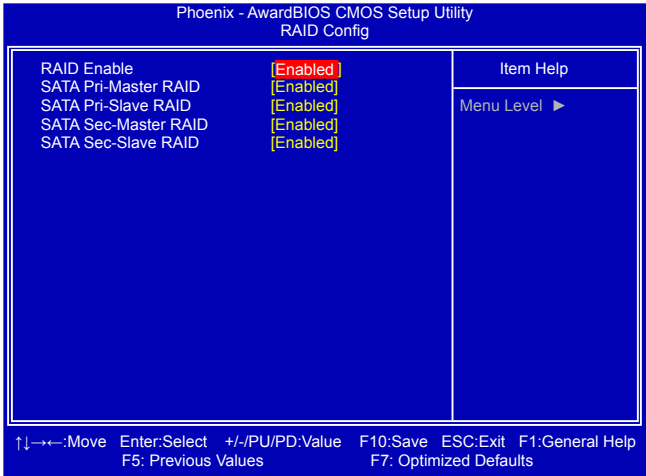 Phoenix - AwardBIOS CMOS Setup Utility
RAID Config
RAID Enable [Enabled ]
SATA Pri-Master RAID [Enabled]
SATA Pri-Slave RAID [Enabled]
SATA Sec-Master RAID [Enabled]
SATA Sec-Slave RAID [Enabled]
Item Help
Menu Level ►
↑↓→←:Move Enter:Select +/-/PU/PD:Value F10:Save ESC:Exit F1:General Help
F5: Previous Values F7: Optimized Defaults